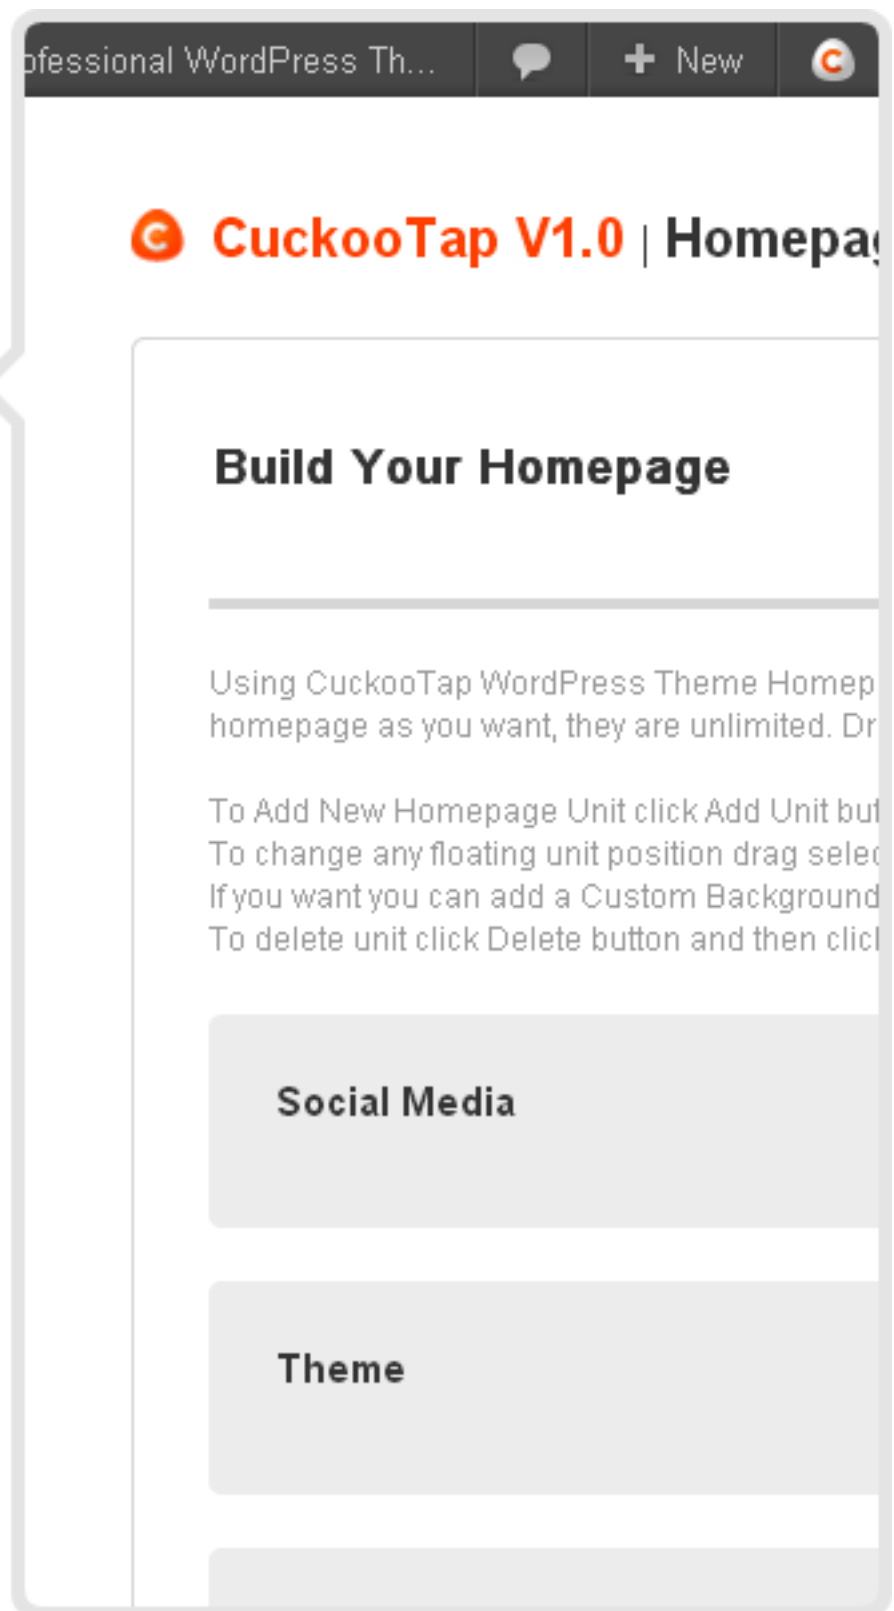 ofessional WordPress Th... New
CuckooTap V1.0 | Homepag
Build Your Homepage
Using CuckooTap WordPress Theme Homep
homepage as you want, they are unlimited. Dr
To Add New Homepage Unit click Add Unit but
To change any floating unit position drag selec
If you want you can add a Custom Background
To delete unit click Delete button and then clic
Social Media
Theme